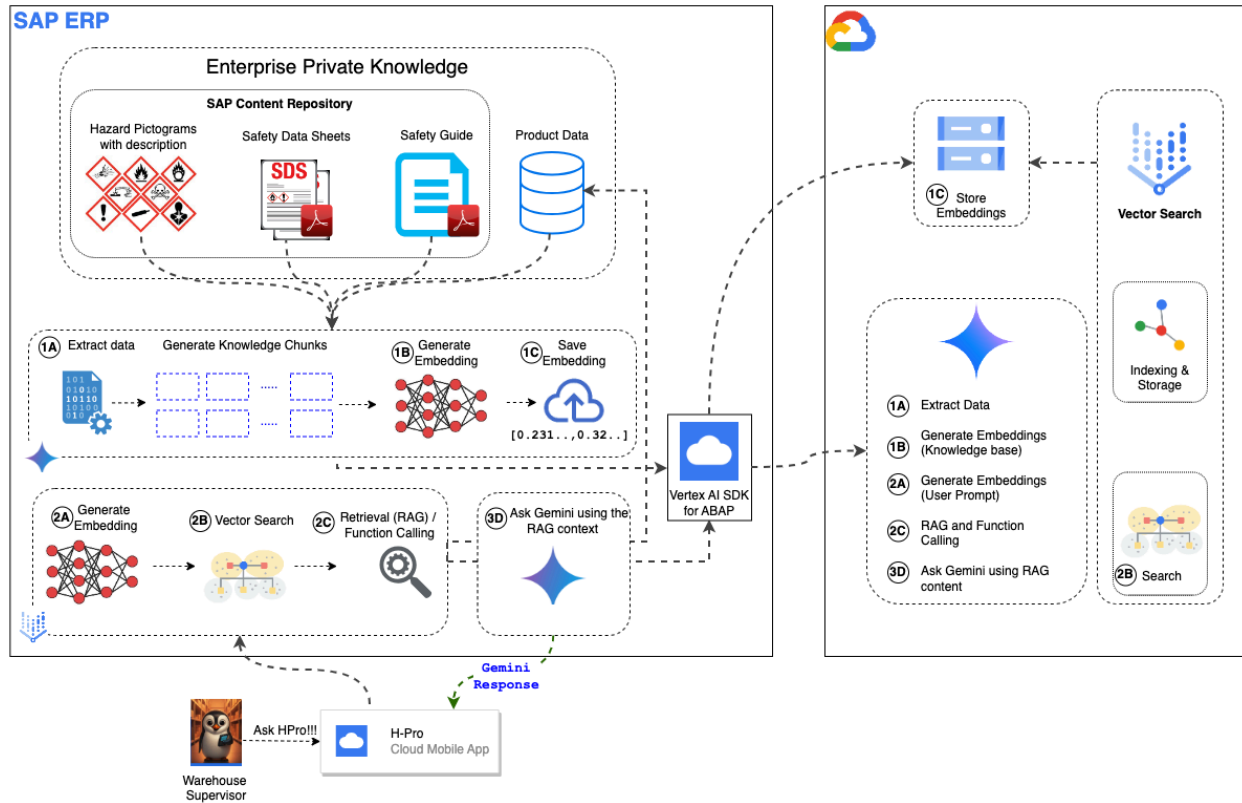 SAP ERP
Enterprise Private Knowledge
SAP Content Repository
Hazard Pictograms
with description
Safety Data Sheets
Safety Guide
Product Data
SDS
1A
Extract data
Generate Knowledge Chunks
1B
Generate
Embedding
1C
Save
Embedding
101
01010
10110
10100
010
.....
.....
[0.231..,0.32..]
2A
Generate
Embedding
2B
Vector Search
2C
Retrieval (RAG) /
Function Calling
3D
Ask Gemini using the
RAG context
Vertex AI SDK
for ABAP
Gemini
Response
Ask HPro!!!
H-Pro
Cloud Mobile App
Warehouse
Supervisor
1C
Store
Embeddings
Vector Search
Indexing &
Storage
2B
Search
1A
Extract Data
1B
Generate Embeddings
(Knowledge base)
2A
Generate Embeddings
(User Prompt)
2C
RAG and Function
Calling
3D
Ask Gemini using RAG
content